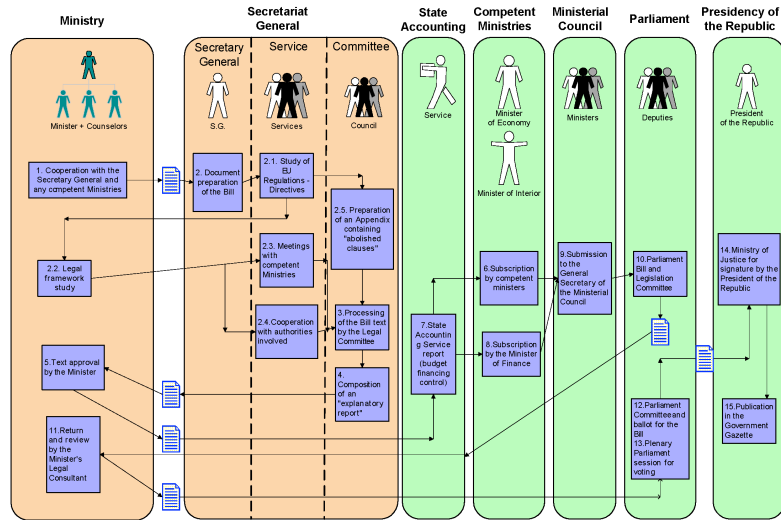 Ministry
Secretariat
General
State
Accounting
Competent
Ministries
Ministerial
Council
Parliament
Presidency of
the Republic
Secretary
General
Service
Committee
Minister + Counselors
S.G.
Services
Council
Service
Minister
of Economy
Minister of Interior
Ministers
Deputies
President
of the Republic
1. Cooperation with the
Secretary General and
any competent Ministries
2. Document
preparation
of the Bill
2.1. Study of
EU
Regulations -
Directives
2.2. Legal
framework
study
2.3. Meetings
with
competent
Ministries
2.4.Cooperation
with authorities
involved
2.5. Preparation
of an Appendix
containing
"abolished
clauses"
3.Processing
of the Bill text
by the Legal
Committee
4.
Composition
of an
"explanatory
report"
5.Text approval
by the Minister
6.Subscription
by competent
ministers
7.State
Accountin
g Service
report
(budget
financing
control)
8.Subscription
by the Minister
of Finance
9.Submission
to the
General
Secretary of
the Ministerial
Council
10.Parliament
Bill and
Legislation
Committee
11.Return
and review
by the
Minister's
Legal
Consultant
12.Parliament
Committee and
ballot for the
Bill
13.Plenary
Parliament
session for
voting
14.Ministry of
Justice for
signature by the
President of the
Republic
15.Publication
in the
Government
Gazette